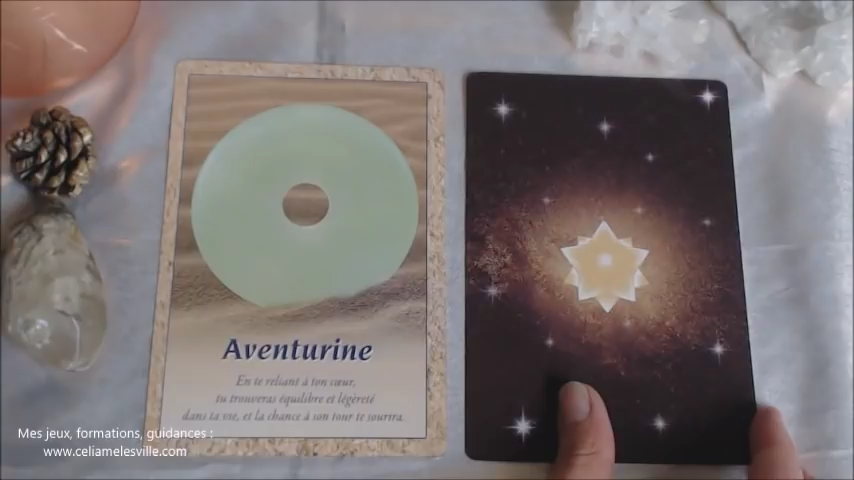 Aventurine
En te reliant à ton cœur,
tu trouveras équilibre et légèreté
dans ta vie, et la chance à son tour te sourira.
Mes jeux, formations, guidances :
www.celiamelesville.com